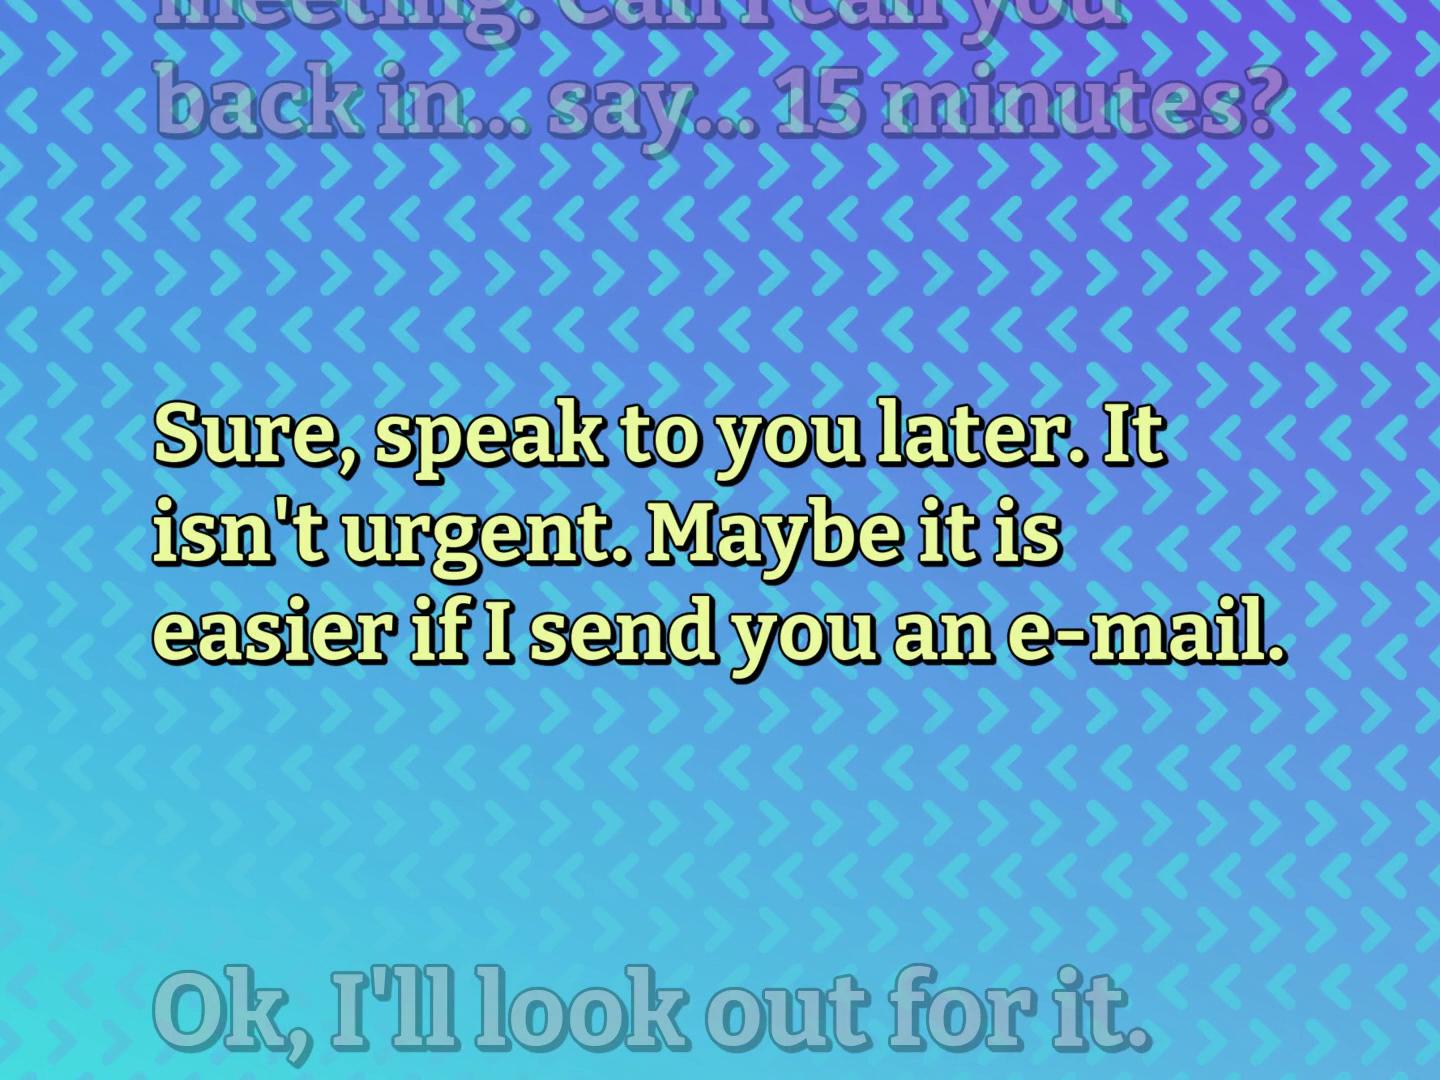 meeting. Can I call you
back in... say... 15 minutes?
Sure, speak to you later. It
isn't urgent. Maybe it is
easier if I send you an e-mail.
Ok, I'll look out for it.